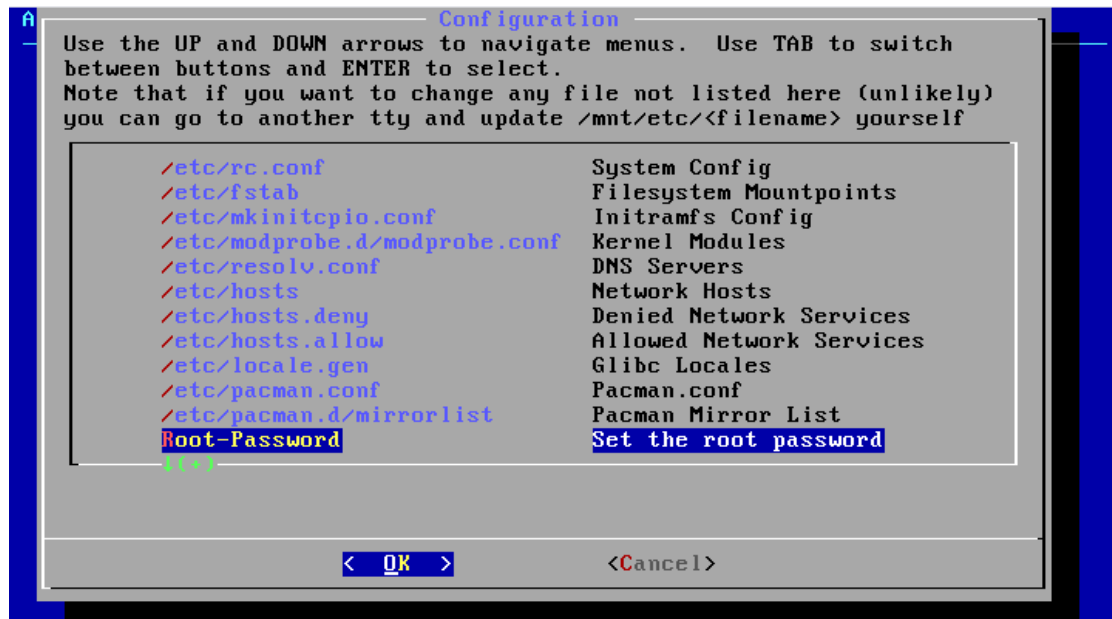 A
Configuration
Use the UP and DOWN arrows to navigate menus.  Use TAB to switch
between buttons and ENTER to select.
Note that if you want to change any file not listed here (unlikely)
you can go to another tty and update /mnt/etc/<filename> yourself
/etc/rc.conf System Config
/etc/fstab Filesystem Mountpoints
/etc/mkinitcpio.conf Initramfs Config
/etc/modprobe.d/modprobe.conf Kernel Modules
/etc/resolv.conf DNS Servers
/etc/hosts Network Hosts
/etc/hosts.deny Denied Network Services
/etc/hosts.allow Allowed Network Services
/etc/locale.gen Glibc Locales
/etc/pacman.conf Pacman.conf
/etc/pacman.d/mirrorlist Pacman Mirror List
Root-Password Set the root password
↓(+)
< OK > <Cancel>